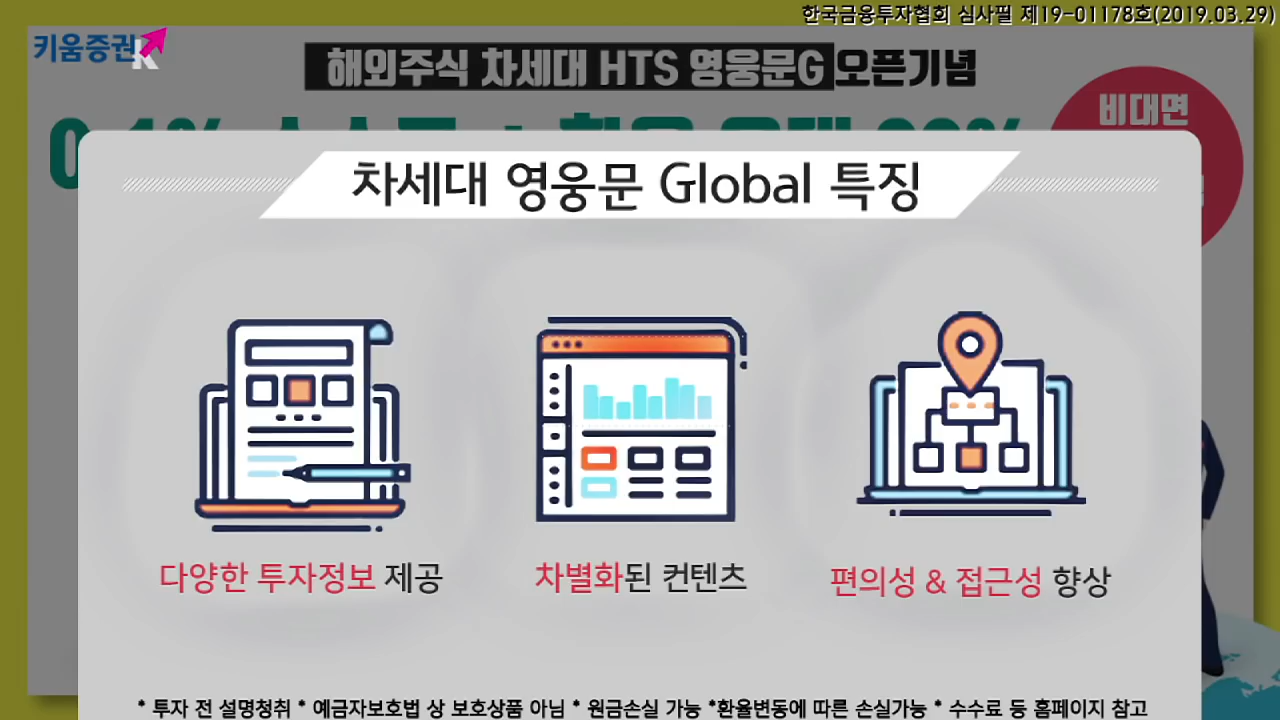 한국금융투자협회 심사필 제19-01178호(2019.03.29)
키움증권
해외주식 차세대 HTS 영웅문G 오픈기념
비대면
차세대 영웅문 Global 특징
다양한 투자정보 제공
차별화된 컨텐츠
편의성 & 접근성 향상
* 투자 전 설명청취 * 예금자보호법 상 보호상품 아님 * 원금손실 가능 *환율변동에 따른 손실가능 * 수수료 등 홈페이지 참고